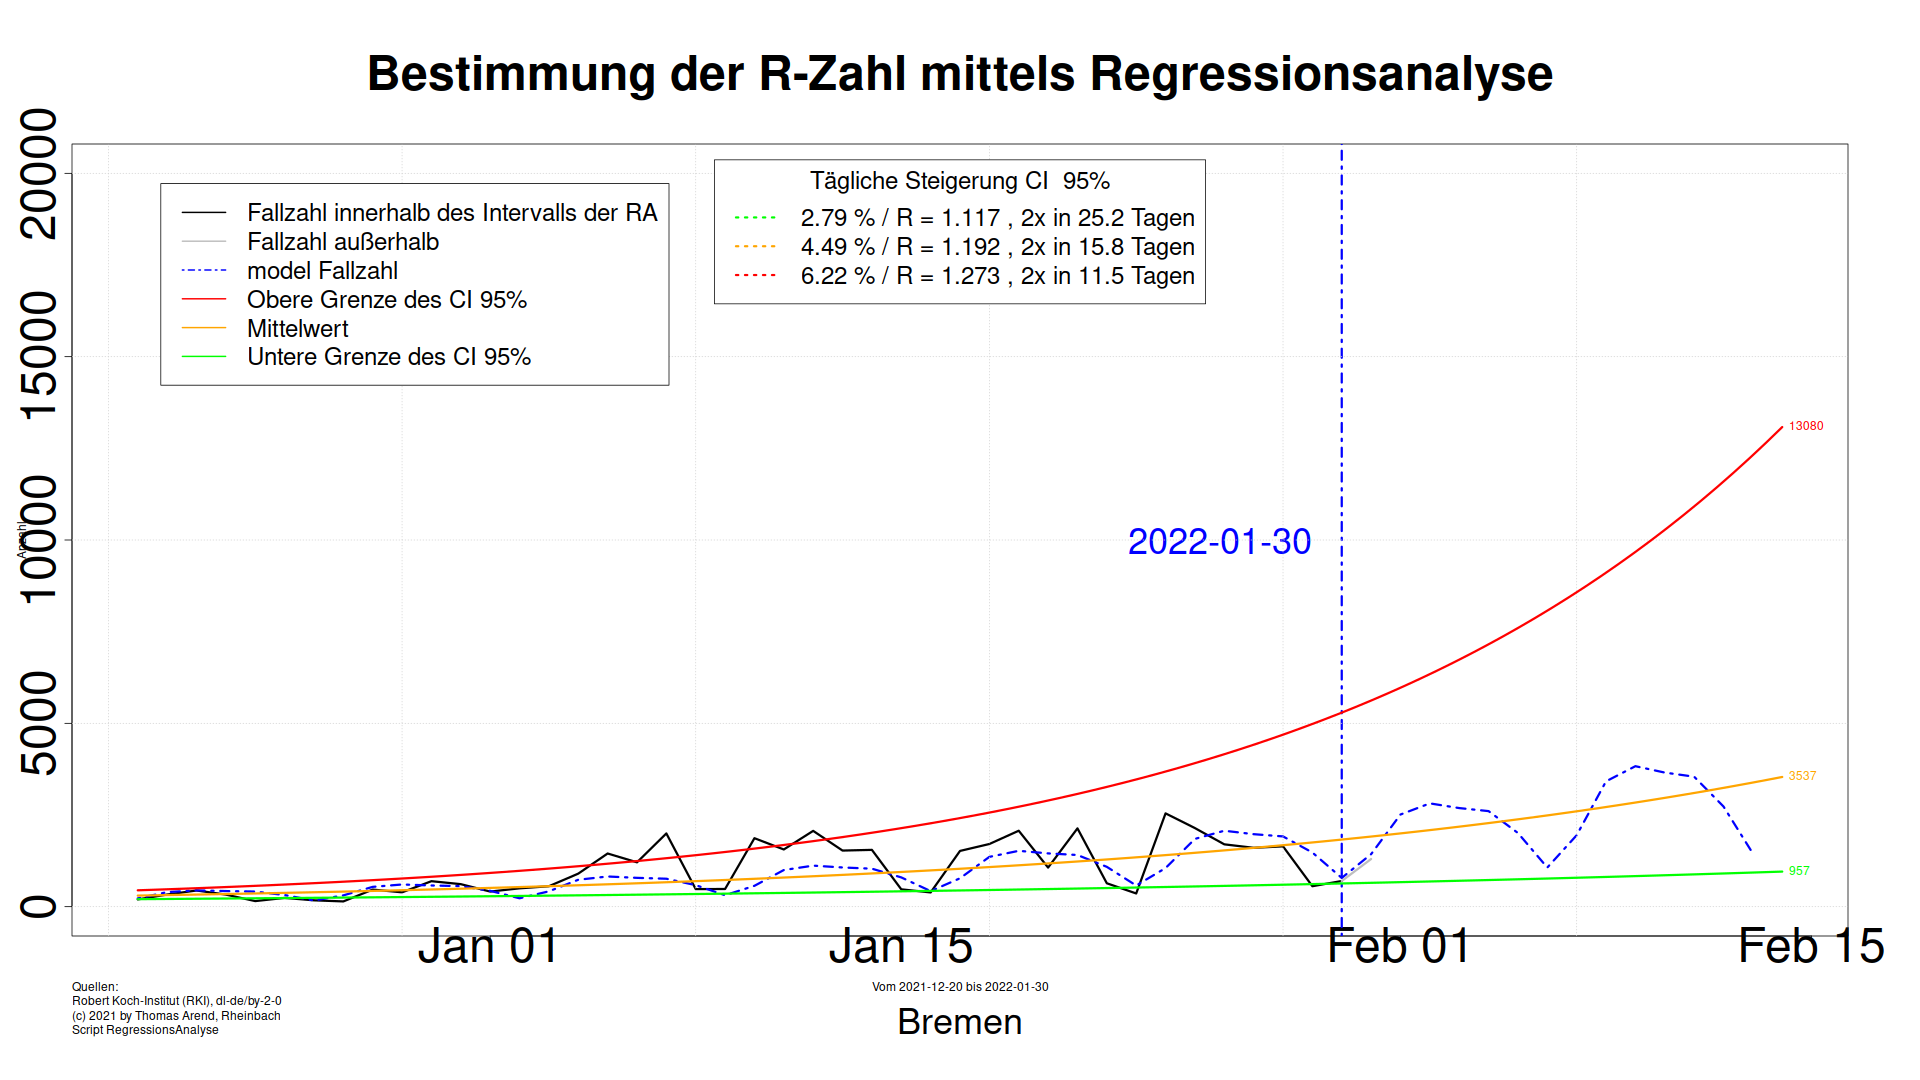 Bestimmung der R-Zahl mittels Regressionsanalyse
20000
15000
10000
5000
0
Anzahl
Fallzahl innerhalb des Intervalls der RA
Fallzahl außerhalb
model Fallzahl
Obere Grenze des CI 95%
Mittelwert
Untere Grenze des CI 95%
Tägliche Steigerung CI 95%
2.79 % / R = 1.117 , 2x in 25.2 Tagen
4.49 % / R = 1.192 , 2x in 15.8 Tagen
6.22 % / R = 1.273 , 2x in 11.5 Tagen
13080
2022-01-30
3537
957
Jan 01
Jan 15
Feb 01
Feb 15
Quellen:
Robert Koch-Institut (RKI), dl-de/by-2-0
(c) 2021 by Thomas Arend, Rheinbach
Script RegressionsAnalyse
Vom 2021-12-20 bis 2022-01-30
Bremen